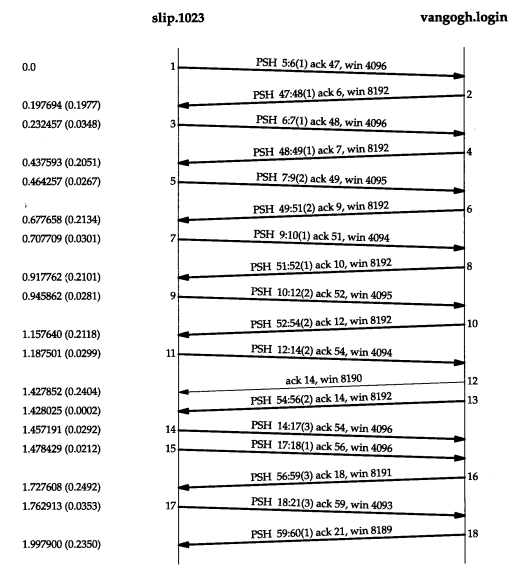 slip.1023 vangogh.login
0.0 1 PSH 5:6(1) ack 47, win 4096
PSH 47:48(1) ack 6, win 8192 2
0.197694 (0.1977)
0.232457 (0.0348) 3 PSH 6:7(1) ack 48, win 4096
PSH 48:49(1) ack 7, win 8192 4
0.437593 (0.2051)
0.464257 (0.0267) 5 PSH 7:9(2) ack 49, win 4095
PSH 49:51(2) ack 9, win 8192 6
0.677658 (0.2134)
0.707709 (0.0301) 7 PSH 9:10(1) ack 51, win 4094
PSH 51:52(1) ack 10, win 8192 8
0.917762 (0.2101)
0.945862 (0.0281) 9 PSH 10:12(2) ack 52, win 4095
PSH 52:54(2) ack 12, win 8192 10
1.157640 (0.2118)
1.187501 (0.0299) 11 PSH 12:14(2) ack 54, win 4094
ack 14, win 8190 12
1.427852 (0.2404)
PSH 54:56(2) ack 14, win 8192 13
1.428025 (0.0002)
1.457191 (0.0292) 14 PSH 14:17(3) ack 54, win 4096
1.478429 (0.0212) 15 PSH 17:18(1) ack 56, win 4096
PSH 56:59(3) ack 18, win 8191 16
1.727608 (0.2492)
1.762913 (0.0353) 17 PSH 18:21(3) ack 59, win 4093
PSH 59:60(1) ack 21, win 8189 18
1.997900 (0.2350)